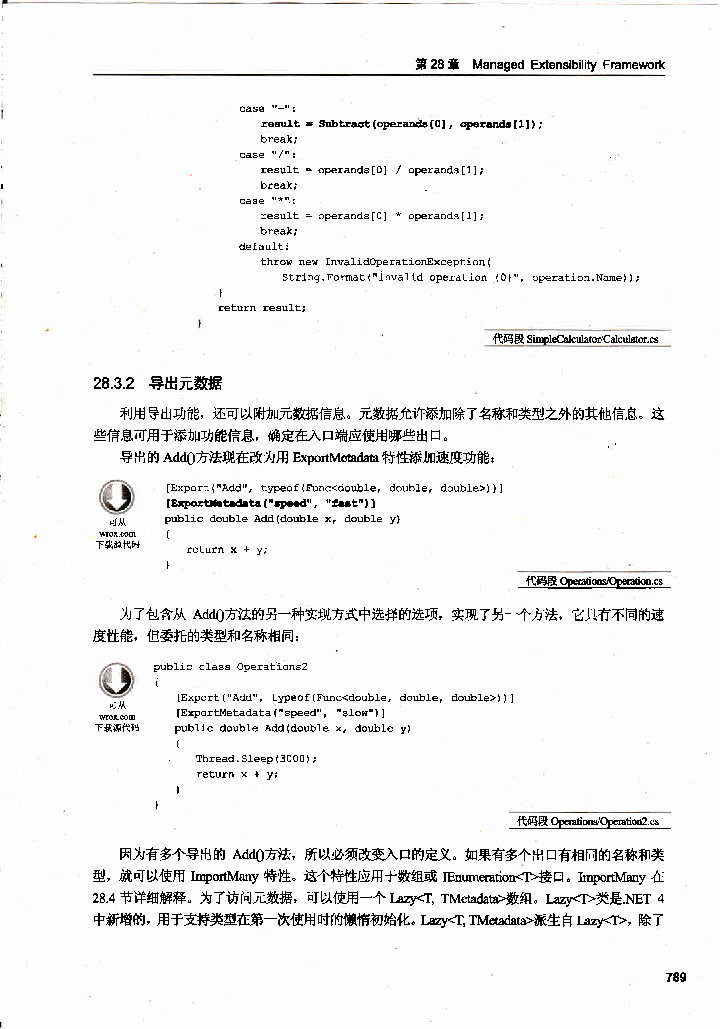 第 28 章 Managed Extensibility Framework
case "-":
result = Subtract(operands[0], operands[1]);
break;
case "/":
result = operands[0] / operands[1];
break;
case "*":
result = operands[0] * operands[1];
break;
default:
throw new InvalidOperationException(
String.Format("invalid operation {0}", operation.Name));
}
return result;
}
代码段 SimpleCalculator/Calculator.cs
28.3.2 导出元数据
利用导出功能，还可以附加元数据信息。元数据允许添加除了名称和类型之外的其他信息。这
些信息可用于添加功能信息，确定在入口端应使用哪些出口。
导出的 Add()方法现在改为用 ExportMetadata 特性添加速度功能：
[Export("Add", typeof(Func<double, double, double>))]
[ExportMetadata("speed", "fast")]
public double Add(double x, double y)
{
return x + y;
}
可从
wrox.com
下载源代码
代码段 Operations/Operation.cs
为了包含从 Add()方法的另一种实现方式中选择的选项，实现了另一个方法，它具有不同的速
度性能，但委托的类型和名称相同：
public class Operations2
{
[Export("Add", typeof(Func<double, double, double>))]
[ExportMetadata("speed", "slow")]
public double Add(double x, double y)
{
Thread.Sleep(3000);
return x + y;
}
}
可从
wrox.com
下载源代码
代码段 Operations/Operation2.cs
因为有多个导出的 Add()方法，所以必须改变入口的定义。如果有多个出口有相同的名称和类
型，就可以使用 ImportMany 特性。这个特性应用于数组或 IEnumeration<T>接口。ImportMany 在
28.4 节详细解释。为了访问元数据，可以使用一个 Lazy<T, TMetadata>数组。Lazy<T>类是.NET 4
中新增的，用于支持类型在第一次使用时的懒惰初始化。Lazy<T, TMetadata>派生自 Lazy<T>，除了
789